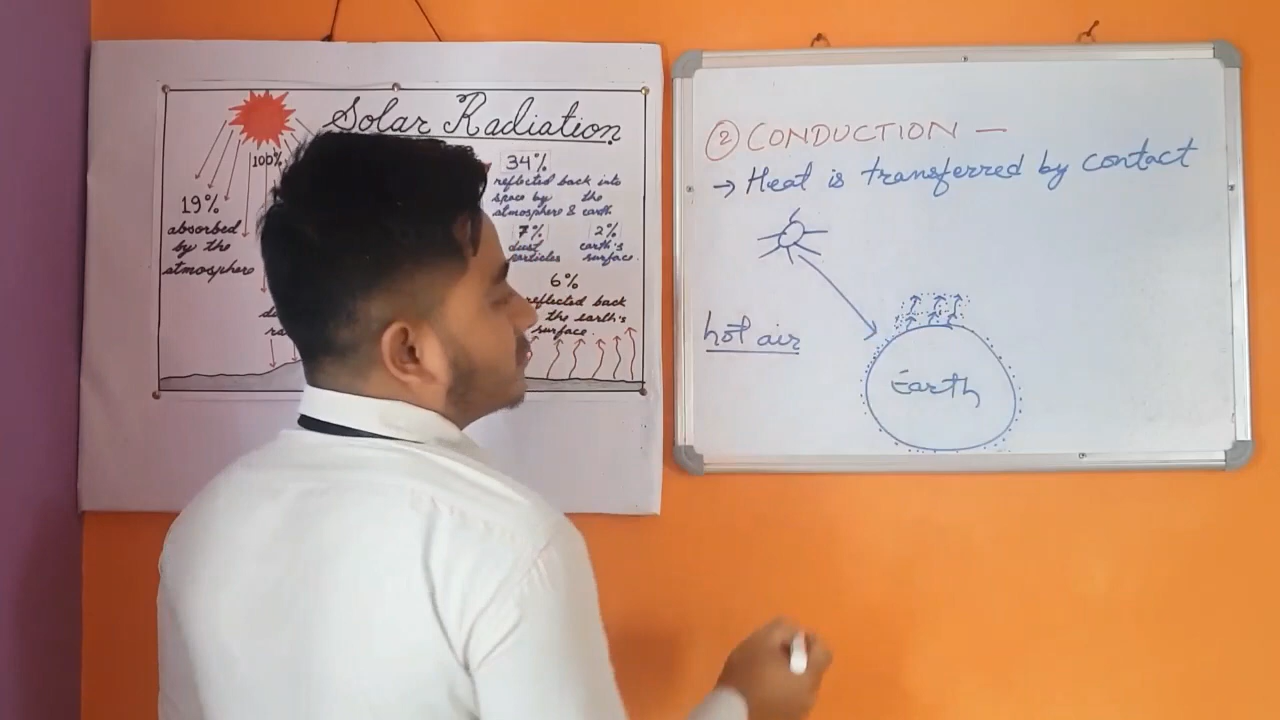 Solar Radiation
100%
19%
absorbed
by the
atmosphere
34%
reflected back into
space by the
atmosphere & earth
7%
dust
particles
2%
earth's
surface.
6%
reflected back
the earth's
surface.
② CONDUCTION —
→ Heat is transferred by contact
hot air
Earth